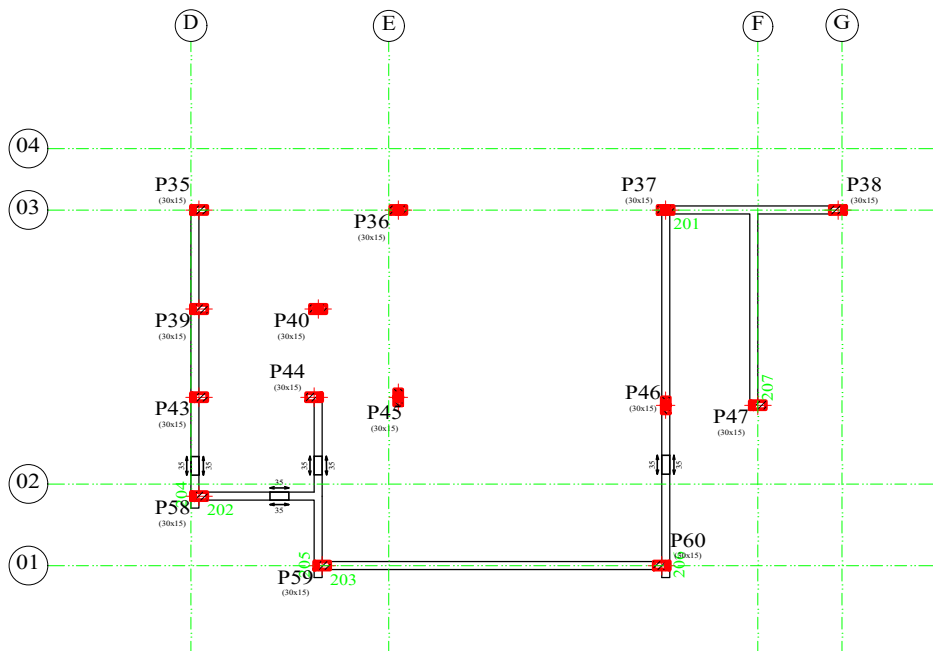 D
E
F
G
04
P35
(30x15)
P37
(30x15)
P38
(30x15)
03
P36
(30x15)
201
P39
(30x15)
P40
(30x15)
P44
(30x15)
P43
(30x15)
P45
(30x15)
P46
(30x15)
P47
(30x15)
207
35
35
35
35
35
35
02
35
35
204
P58
(30x15)
202
P60
(30x15)
01
205
P59
(30x15)
203
206